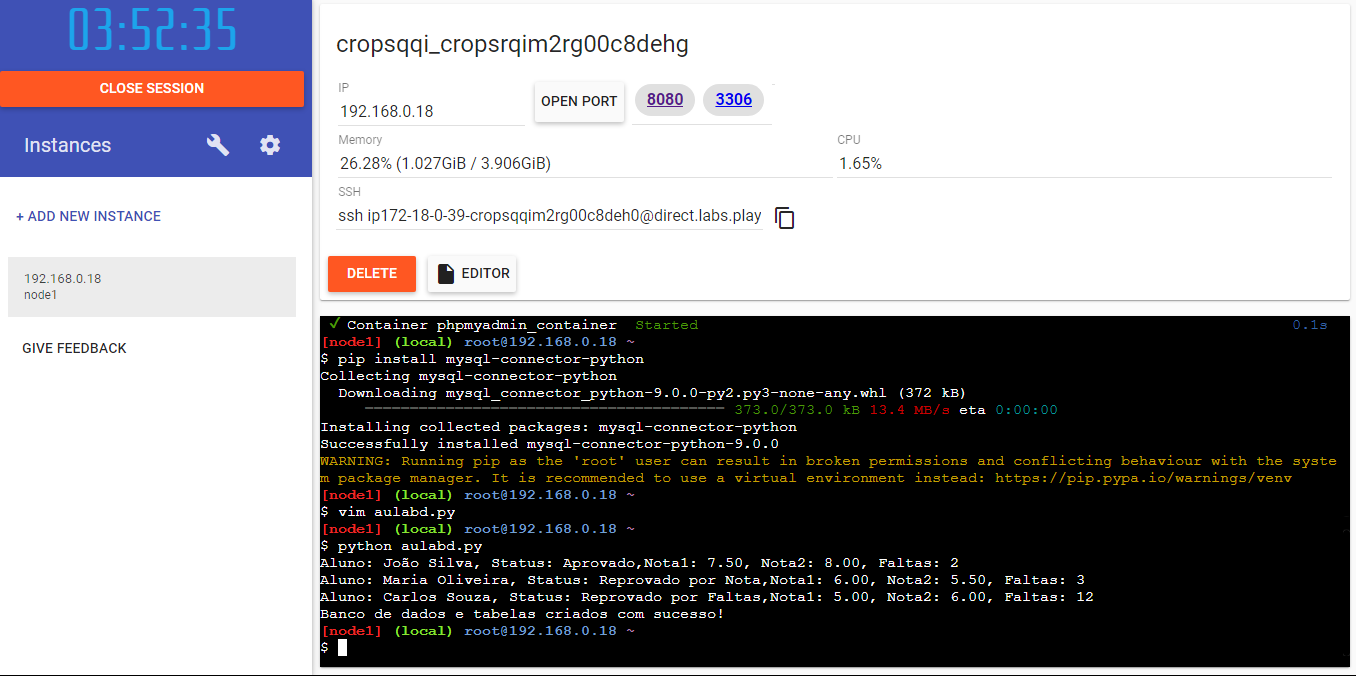 03:52:35
CLOSE SESSION
Instances
+ ADD NEW INSTANCE
192.168.0.18
node1
GIVE FEEDBACK
cropsqqi_cropsrqim2rg00c8dehg
IP
192.168.0.18
OPEN PORT
8080
3306
Memory
26.28% (1.027GiB / 3.906GiB)
CPU
1.65%
SSH
ssh ip172-18-0-39-cropsqqim2rg00c8deh0@direct.labs.play
DELETE
EDITOR
✓ Container phpmyadmin_container Started 0.1s
[node1] (local) root@192.168.0.18 ~
$ pip install mysql-connector-python
Collecting mysql-connector-python
Downloading mysql_connector_python-9.0.0-py2.py3-none-any.whl (372 kB)
373.0/373.0 kB 13.4 MB/s eta 0:00:00
Installing collected packages: mysql-connector-python
Successfully installed mysql-connector-python-9.0.0
WARNING: Running pip as the 'root' user can result in broken permissions and conflicting behaviour with the syste
m package manager. It is recommended to use a virtual environment instead: https://pip.pypa.io/warnings/venv
[node1] (local) root@192.168.0.18 ~
$ vim aulabd.py
[node1] (local) root@192.168.0.18 ~
$ python aulabd.py
Aluno: João Silva, Status: Aprovado,Nota1: 7.50, Nota2: 8.00, Faltas: 2
Aluno: Maria Oliveira, Status: Reprovado por Nota,Nota1: 6.00, Nota2: 5.50, Faltas: 3
Aluno: Carlos Souza, Status: Reprovado por Faltas,Nota1: 5.00, Nota2: 6.00, Faltas: 12
Banco de dados e tabelas criados com sucesso!
[node1] (local) root@192.168.0.18 ~
$